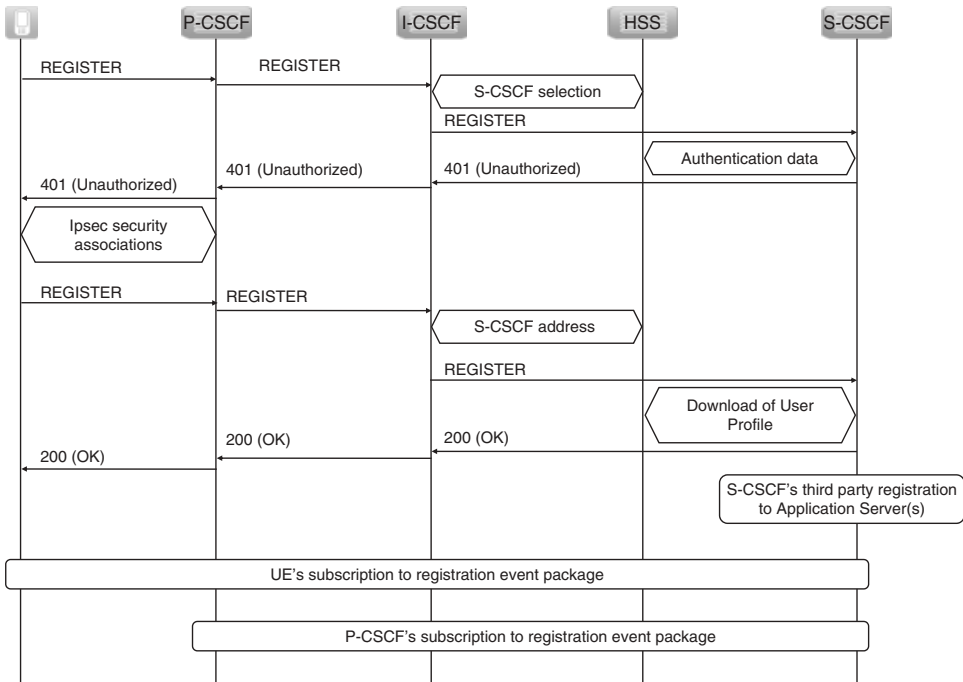 P-CSCF
I-CSCF
HSS
S-CSCF
REGISTER
REGISTER
S-CSCF selection
REGISTER
Authentication data
401 (Unauthorized)
401 (Unauthorized)
401 (Unauthorized)
Ipsec security
associations
REGISTER
REGISTER
S-CSCF address
REGISTER
Download of User
Profile
200 (OK)
200 (OK)
200 (OK)
S-CSCF's third party registration
to Application Server(s)
UE's subscription to registration event package
P-CSCF's subscription to registration event package